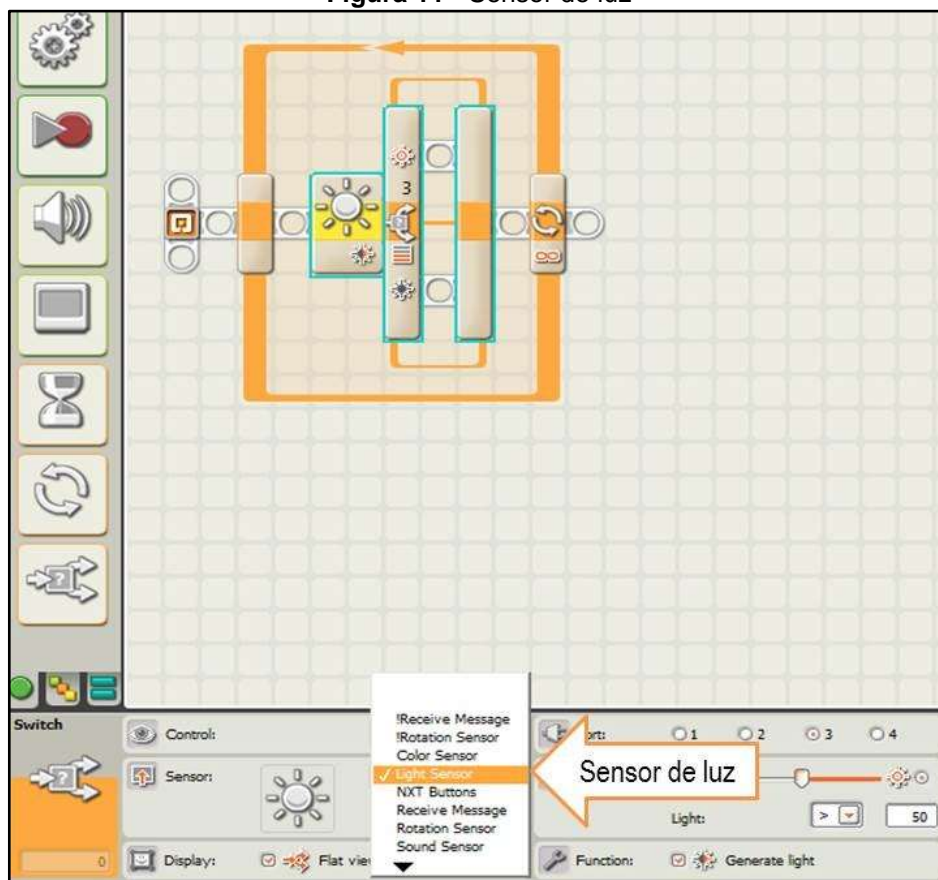 Figura 11 - Sensor de luz
3
Switch
0
Control:
Sensor:
Display:
Flat
!Receive Message
!Rotation Sensor
Color Sensor
✓ Light Sensor
NXT Buttons
Receive Message
Rotation Sensor
Sound Sensor
Sensor de luz
1 2 3 4
Light: > 50
Function: Generate light